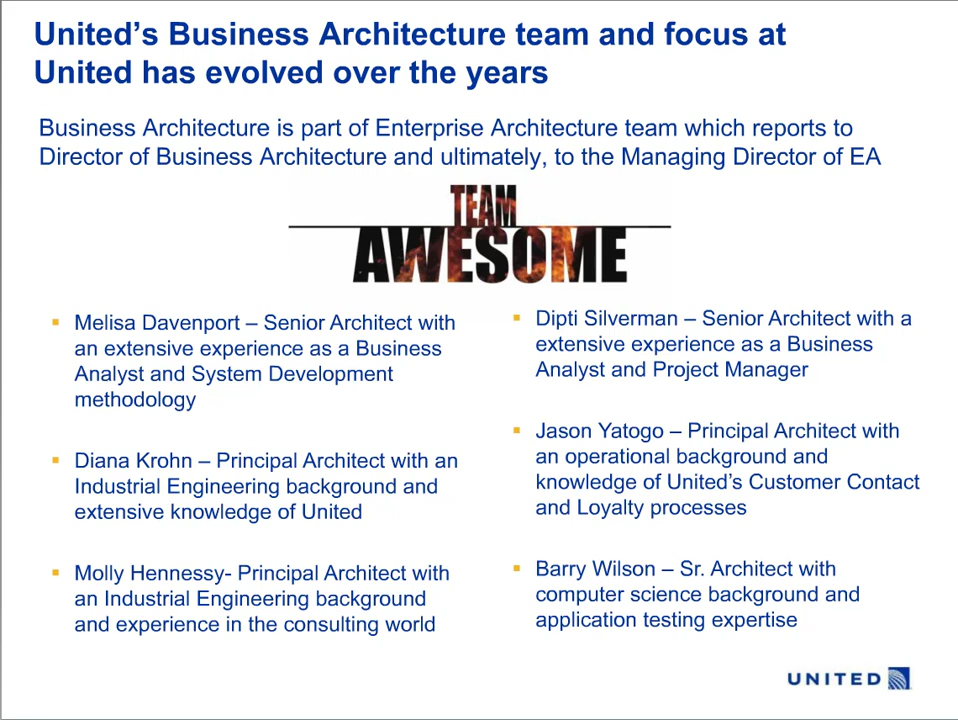 United’s Business Architecture team and focus at
United has evolved over the years
Business Architecture is part of Enterprise Architecture team which reports to
Director of Business Architecture and ultimately, to the Managing Director of EA
TEAM
AWESOME
▪ Melisa Davenport – Senior Architect with
an extensive experience as a Business
Analyst and System Development
methodology
▪ Diana Krohn – Principal Architect with an
Industrial Engineering background and
extensive knowledge of United
▪ Molly Hennessy- Principal Architect with
an Industrial Engineering background
and experience in the consulting world
▪ Dipti Silverman – Senior Architect with a
extensive experience as a Business
Analyst and Project Manager
▪ Jason Yatogo – Principal Architect with
an operational background and
knowledge of United’s Customer Contact
and Loyalty processes
▪ Barry Wilson – Sr. Architect with
computer science background and
application testing expertise
UNITED